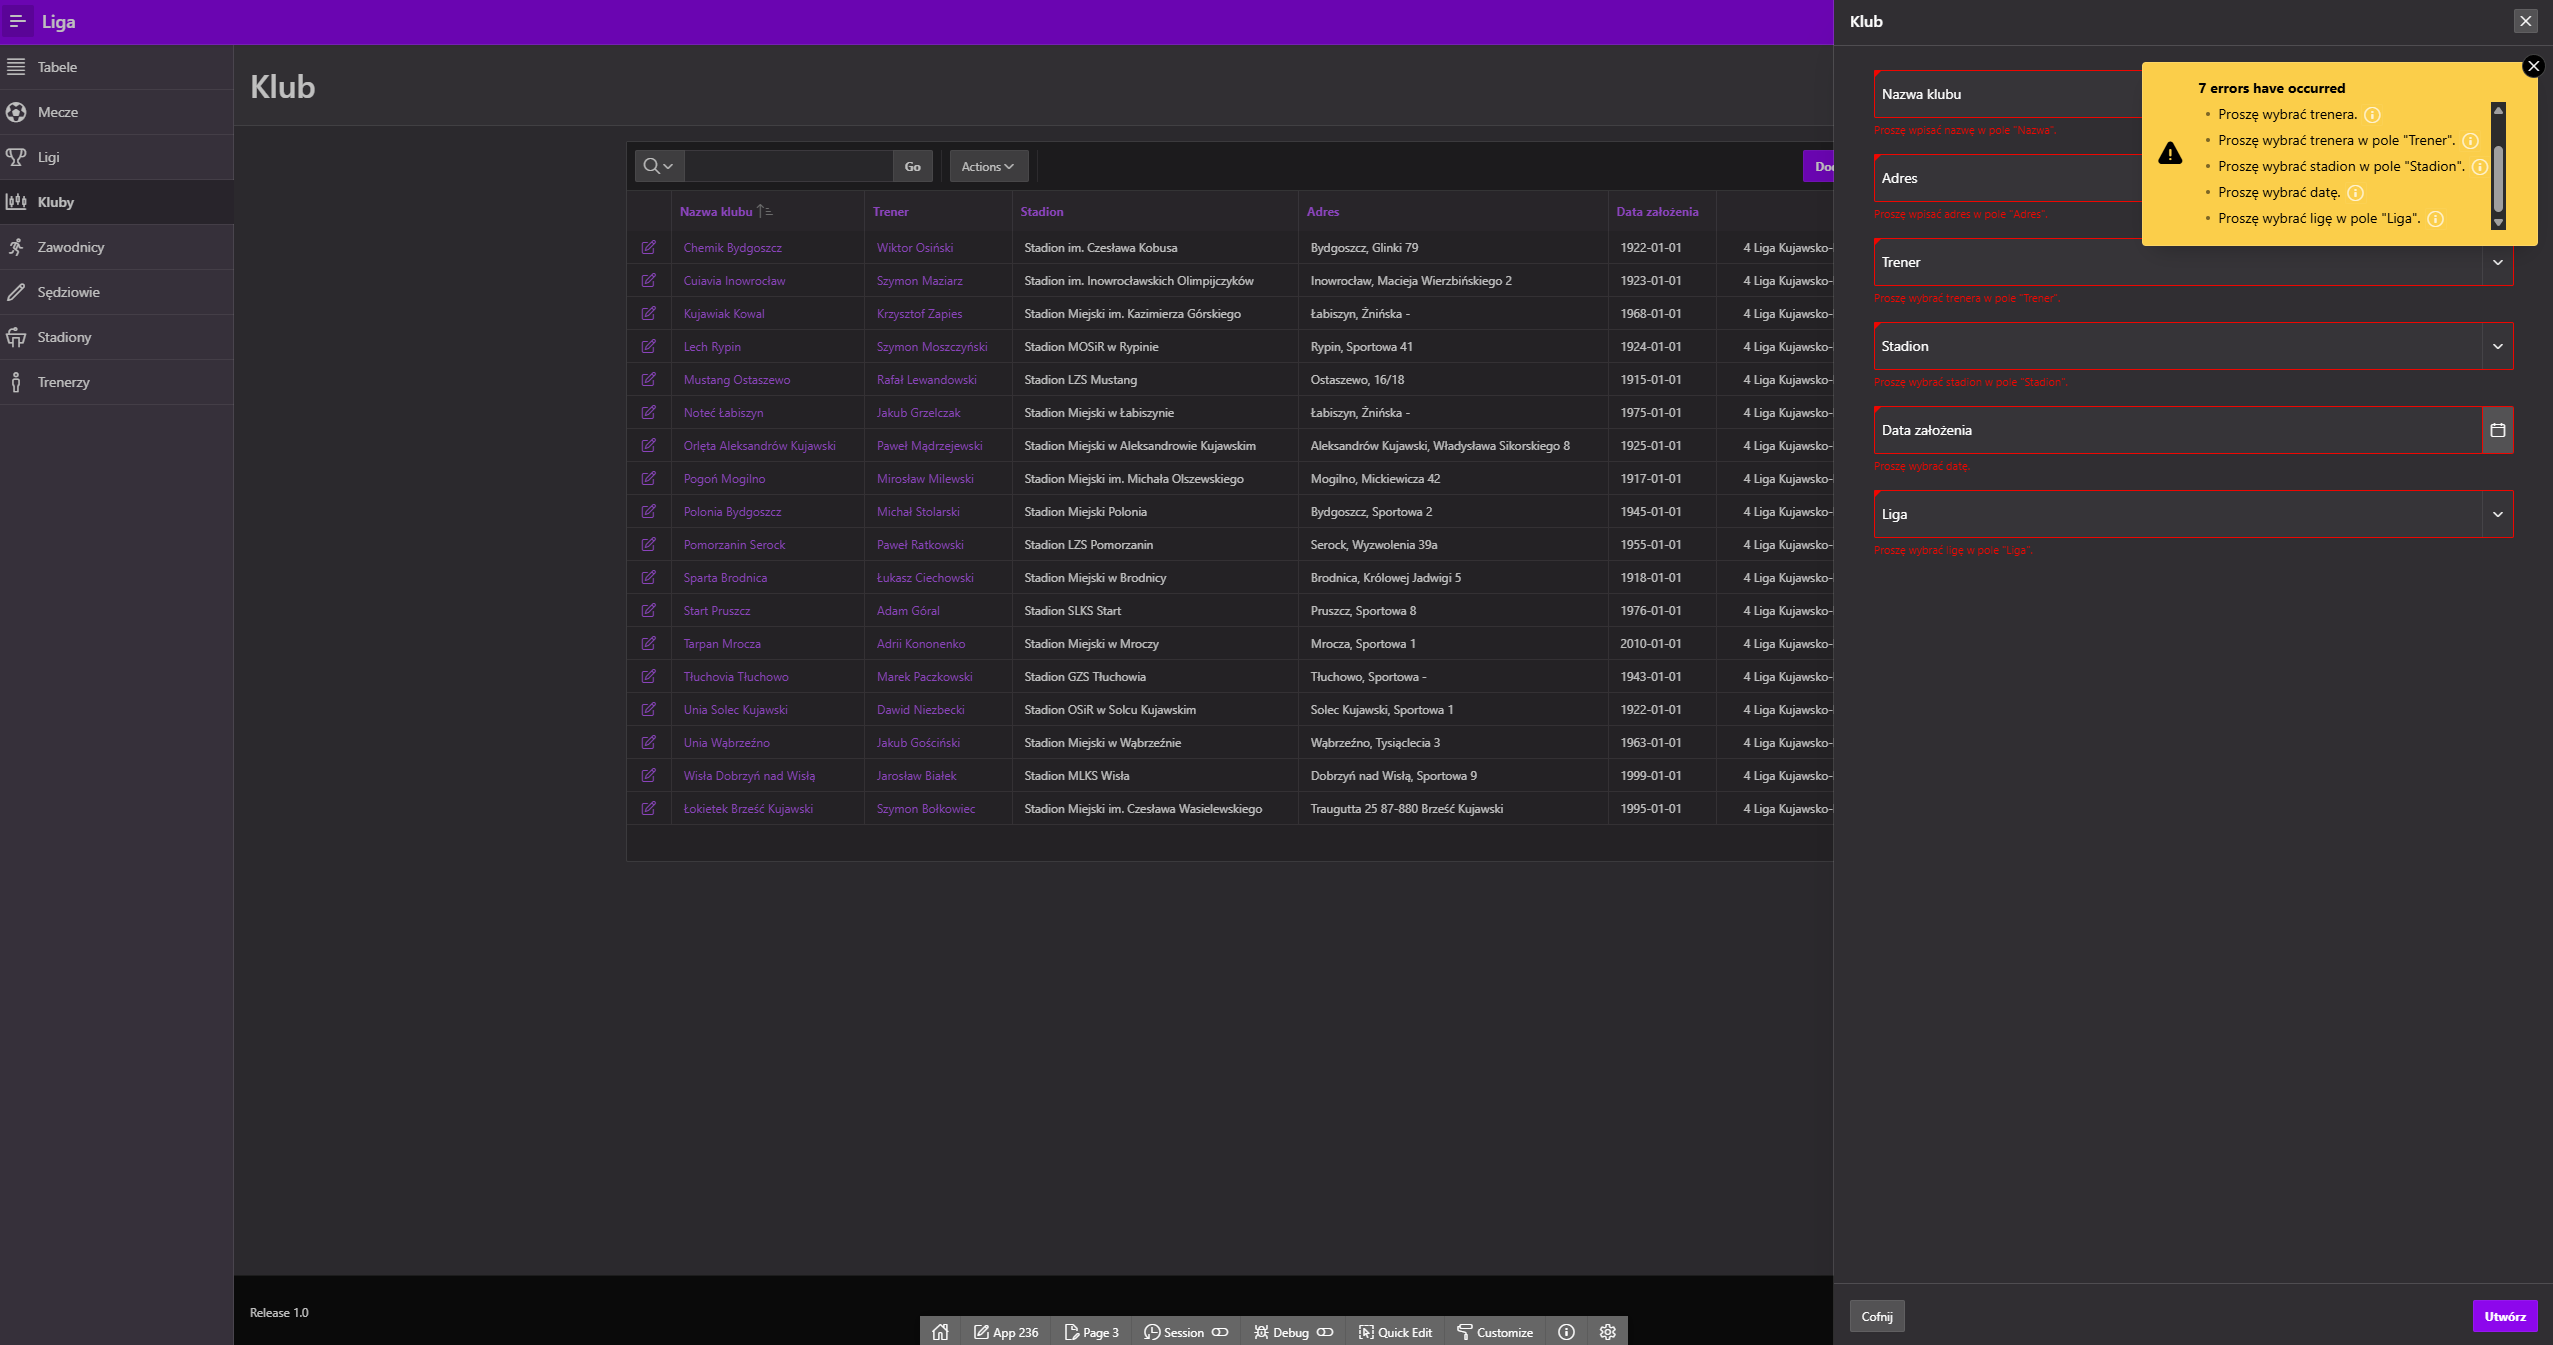 Liga
Klub
Tabele
Mecze
Ligi
Kluby
Zawodnicy
Sędziowie
Stadiony
Trenerzy
Klub
Go
Actions
Nazwa klubu Trener Stadion Adres Data założenia
Chemik Bydgoszcz Wiktor Osiński Stadion im. Czesława Kobusa Bydgoszcz, Glinki 79 1922-01-01 4 Liga Kujawsko-
Cuiavia Inowrocław Szymon Maziarz Stadion im. Inowrocławskich Olimpijczyków Inowrocław, Macieja Wierzbińskiego 2 1923-01-01 4 Liga Kujawsko-
Kujawiak Kowal Krzysztof Zapies Stadion Miejski im. Kazimierza Górskiego Łabiszyn, Żnińska - 1968-01-01 4 Liga Kujawsko-
Lech Rypin Szymon Moszczyński Stadion MOSiR w Rypinie Rypin, Sportowa 41 1924-01-01 4 Liga Kujawsko-
Mustang Ostaszewo Rafał Lewandowski Stadion LZS Mustang Ostaszewo, 16/18 1915-01-01 4 Liga Kujawsko-
Noteć Łabiszyn Jakub Grzelczak Stadion Miejski w Łabiszynie Łabiszyn, Żnińska - 1975-01-01 4 Liga Kujawsko-
Orlęta Aleksandrów Kujawski Paweł Mądrzejewski Stadion Miejski w Aleksandrowie Kujawskim Aleksandrów Kujawski, Władysława Sikorskiego 8 1925-01-01 4 Liga Kujawsko-
Pogoń Mogilno Mirosław Milewski Stadion Miejski im. Michała Olszewskiego Mogilno, Mickiewicza 42 1917-01-01 4 Liga Kujawsko-
Polonia Bydgoszcz Michał Stolarski Stadion Miejski Polonia Bydgoszcz, Sportowa 2 1945-01-01 4 Liga Kujawsko-
Pomorzanin Serock Paweł Ratkowski Stadion LZS Pomorzanin Serock, Wyzwolenia 39a 1955-01-01 4 Liga Kujawsko-
Sparta Brodnica Łukasz Ciechowski Stadion Miejski w Brodnicy Brodnica, Królowej Jadwigi 5 1918-01-01 4 Liga Kujawsko-
Start Pruszcz Adam Góral Stadion SLKS Start Pruszcz, Sportowa 8 1976-01-01 4 Liga Kujawsko-
Tarpan Mrocza Adrii Kononenko Stadion Miejski w Mroczy Mrocza, Sportowa 1 2010-01-01 4 Liga Kujawsko-
Tłuchovia Tłuchowo Marek Paczkowski Stadion GZS Tłuchowia Tłuchowo, Sportowa - 1943-01-01 4 Liga Kujawsko-
Unia Solec Kujawski Dawid Niezbecki Stadion OSiR w Solcu Kujawskim Solec Kujawski, Sportowa 1 1922-01-01 4 Liga Kujawsko-
Unia Wąbrzeźno Jakub Gościński Stadion Miejski w Wąbrzeźnie Wąbrzeźno, Tysiąclecia 3 1963-01-01 4 Liga Kujawsko-
Wisła Dobrzyń nad Wisłą Jarosław Białek Stadion MLKS Wisła Dobrzyń nad Wisłą, Sportowa 9 1999-01-01 4 Liga Kujawsko-
Łokietek Brześć Kujawski Szymon Bołkowiec Stadion Miejski im. Czesława Wasielewskiego Traugutta 25 87-880 Brześć Kujawski 1995-01-01 4 Liga Kujawsko-
7 errors have occurred
• Proszę wybrać trenera.
• Proszę wybrać trenera w pole "Trener".
• Proszę wybrać stadion w pole "Stadion".
• Proszę wybrać datę.
• Proszę wybrać ligę w pole "Liga".
Nazwa klubu
Proszę wpisać nazwę w pole "Nazwa".
Adres
Proszę wpisać adres w pole "Adres".
Trener
Proszę wybrać trenera w pole "Trener".
Stadion
Proszę wybrać stadion w pole "Stadion".
Data założenia
Proszę wybrać datę.
Liga
Proszę wybrać ligę w pole "Liga".
Cofnij
Utwórz
Release 1.0
App 236 Page 3 Session Debug Quick Edit Customize